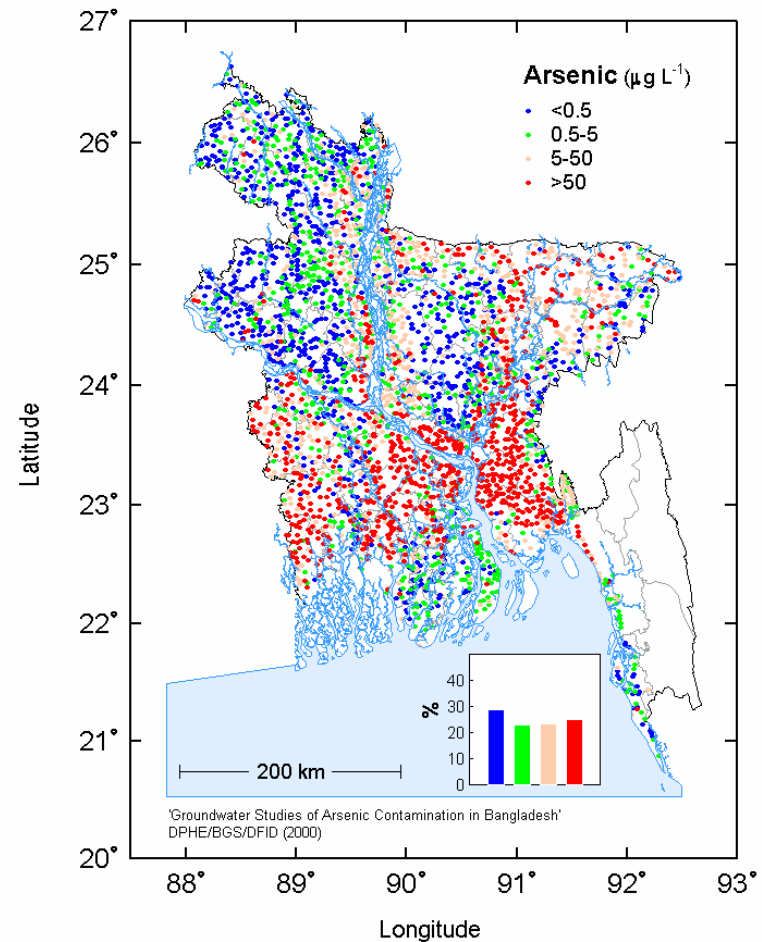 27°
26°
25°
24°
23°
22°
21°
20°
Latitude
Arsenic (µg L⁻¹)
<0.5
0.5-5
5-50
>50
%
40
30
20
10
0
200 km
'Groundwater Studies of Arsenic Contamination in Bangladesh'
DPHE/BGS/DFID (2000)
88° 89° 90° 91° 92° 93°
Longitude